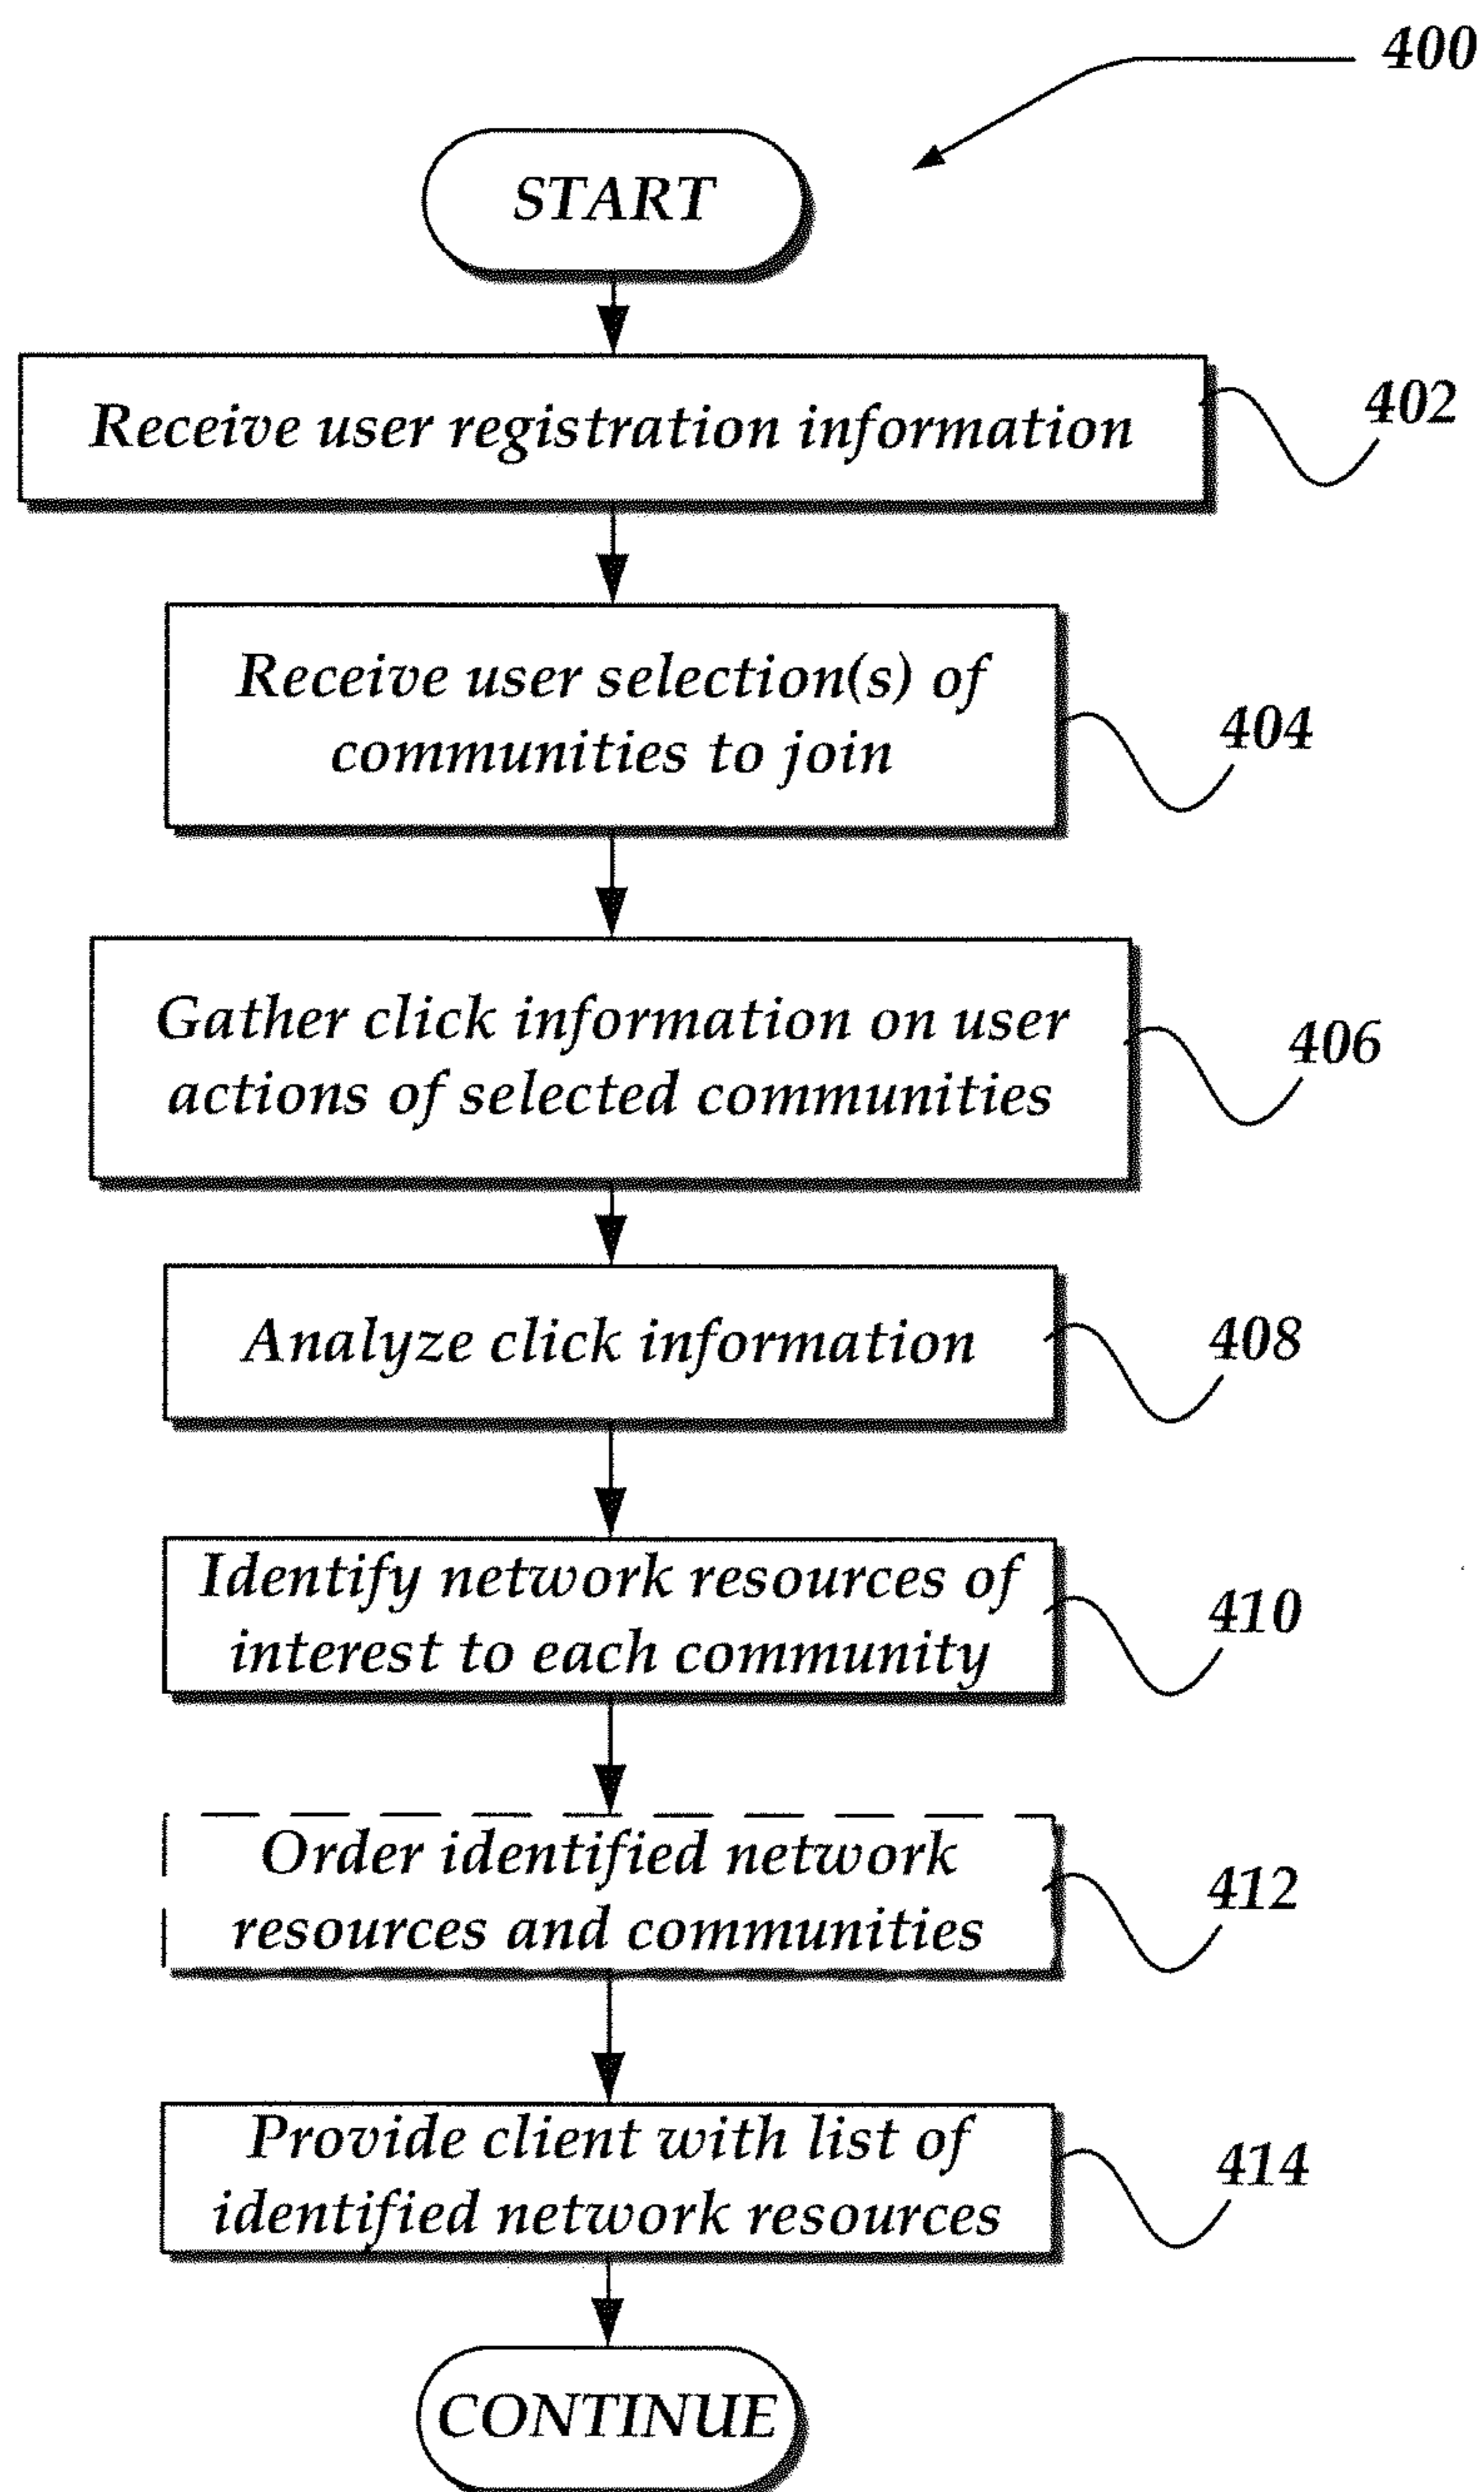 400
START
Receive user registration information
402
Receive user selection(s) of
communities to join
404
Gather click information on user
actions of selected communities
406
Analyze click information
408
Identify network resources of
interest to each community
410
Order identified network
resources and communities
412
Provide client with list of
identified network resources
414
CONTINUE